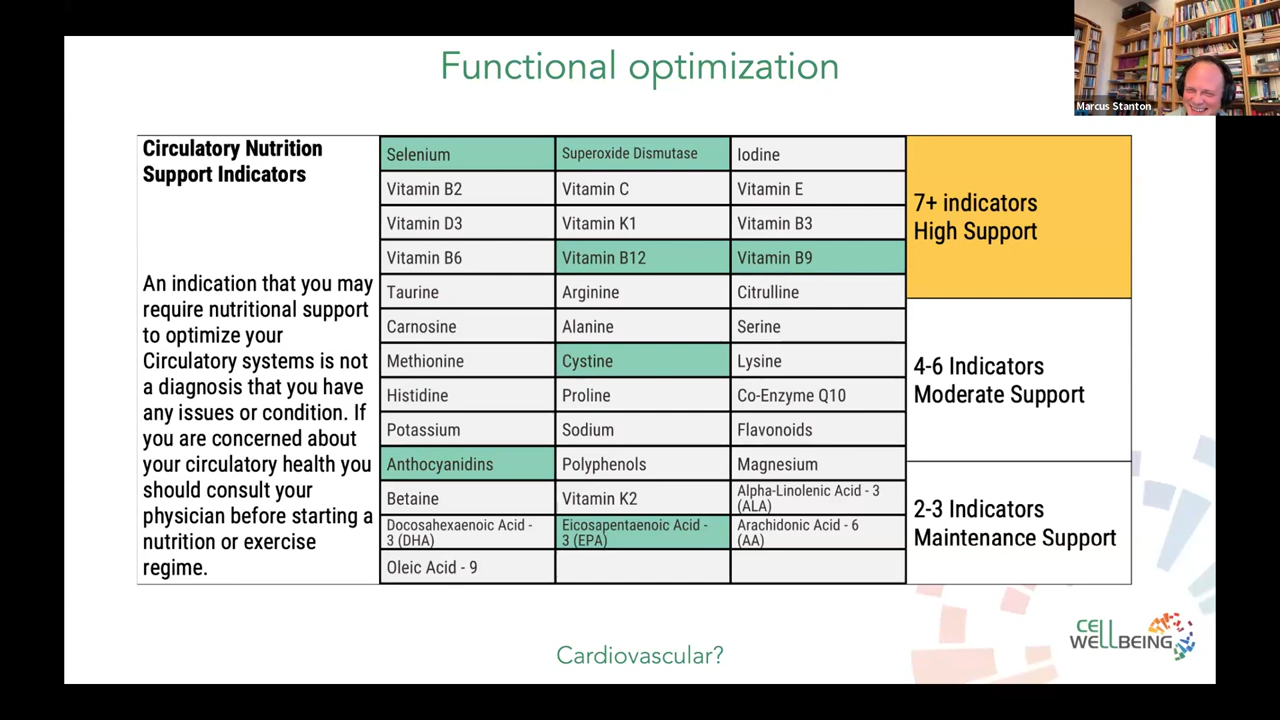 Functional optimization
Marcus Stanton
Circulatory Nutrition
Support Indicators
An indication that you may
require nutritional support
to optimize your
Circulatory systems is not
a diagnosis that you have
any issues or condition. If
you are concerned about
your circulatory health you
should consult your
physician before starting a
nutrition or exercise
regime.
Selenium
Superoxide Dismutase
Iodine
Vitamin B2
Vitamin C
Vitamin E
Vitamin D3
Vitamin K1
Vitamin B3
Vitamin B6
Vitamin B12
Vitamin B9
Taurine
Arginine
Citrulline
Carnosine
Alanine
Serine
Methionine
Cystine
Lysine
Histidine
Proline
Co-Enzyme Q10
Potassium
Sodium
Flavonoids
Anthocyanidins
Polyphenols
Magnesium
Betaine
Vitamin K2
Alpha-Linolenic Acid - 3
(ALA)
Docosahexaenoic Acid -
3 (DHA)
Eicosapentaenoic Acid -
3 (EPA)
Arachidonic Acid - 6
(AA)
Oleic Acid - 9
7+ indicators
High Support
4-6 Indicators
Moderate Support
2-3 Indicators
Maintenance Support
Cardiovascular?
CELL
WELLBEING